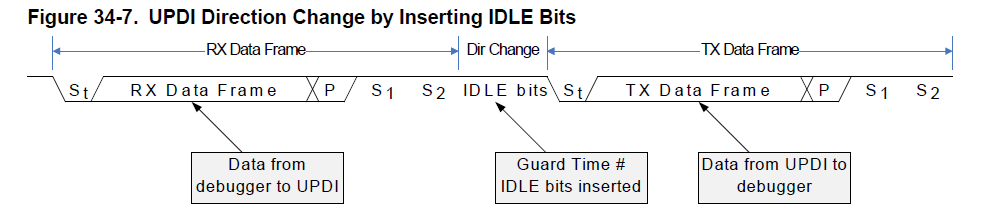 Figure 34-7. UPDI Direction Change by Inserting IDLE Bits
RX Data Frame Dir Change TX Data Frame
St RX Data Frame P S1 S2 IDLE bits St TX Data Frame P S1 S2
Data from
debugger to UPDI
Guard Time #
IDLE bits inserted
Data from UPDI to
debugger